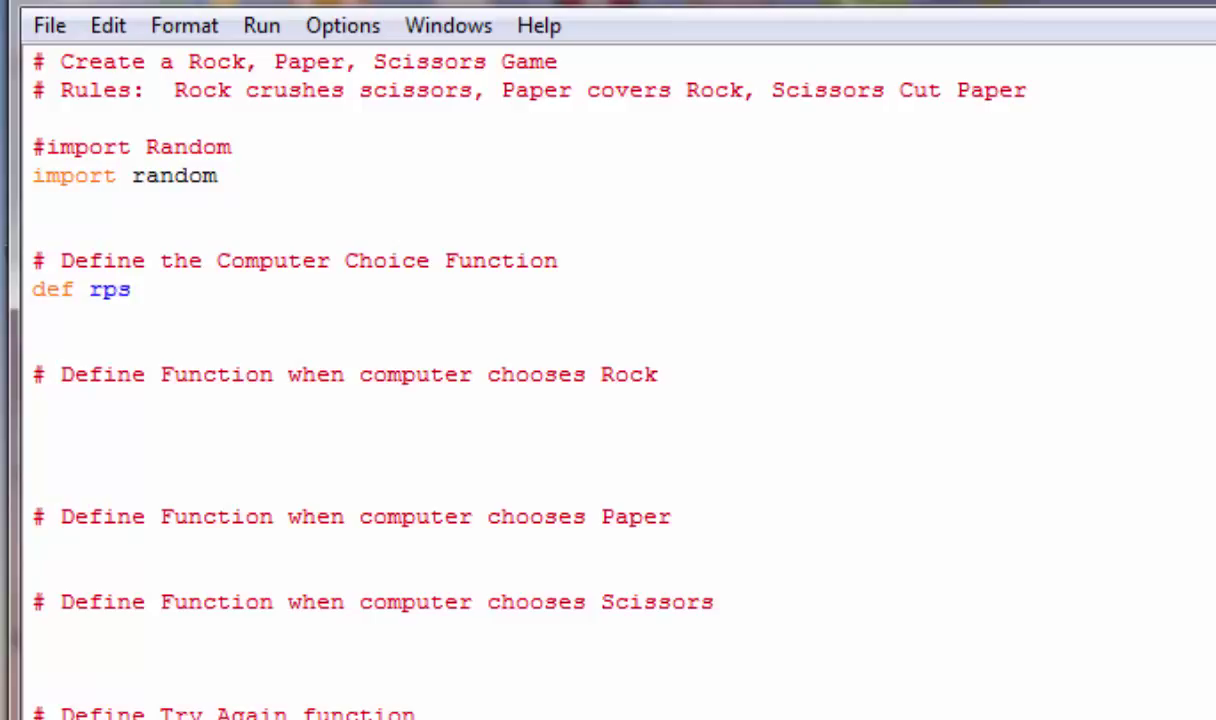 File Edit Format Run Options Windows Help
# Create a Rock, Paper, Scissors Game
# Rules:  Rock crushes scissors, Paper covers Rock, Scissors Cut Paper
#import Random
import random
# Define the Computer Choice Function
def rps
# Define Function when computer chooses Rock
# Define Function when computer chooses Paper
# Define Function when computer chooses Scissors
# Define Try Again function